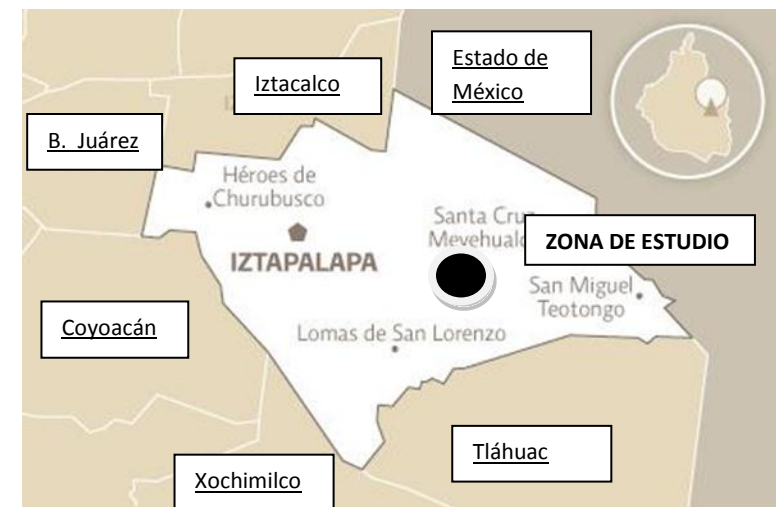 Iztacalco
Estado de
México
B. Juárez
Héroes de
Churubusco
IZTAPALAPA
Santa Cruz
ZONA DE ESTUDIO
San Miguel
Teotongo
Coyoacán
Lomas de San Lorenzo
Tláhuac
Xochimilco